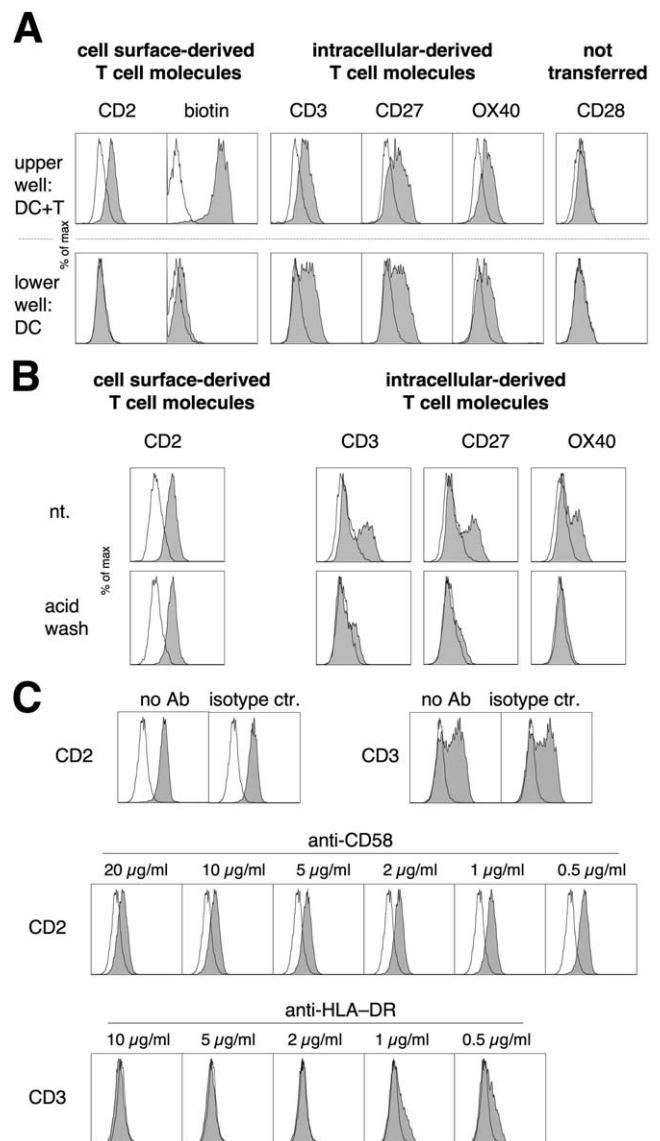 A
cell surface-derived T cell molecules
intracellular-derived T cell molecules
not transferred
CD2 biotin CD3 CD27 OX40 CD28
upper well: DC+T
% of max
lower well: DC
B
cell surface-derived T cell molecules
intracellular-derived T cell molecules
CD2 CD3 CD27 OX40
nt.
% of max
acid wash
C
no Ab isotype ctr. no Ab isotype ctr.
CD2 CD3
anti-CD58
20 µg/ml 10 µg/ml 5 µg/ml 2 µg/ml 1 µg/ml 0.5 µg/ml
CD2
anti-HLA–DR
10 µg/ml 5 µg/ml 2 µg/ml 1 µg/ml 0.5 µg/ml
CD3